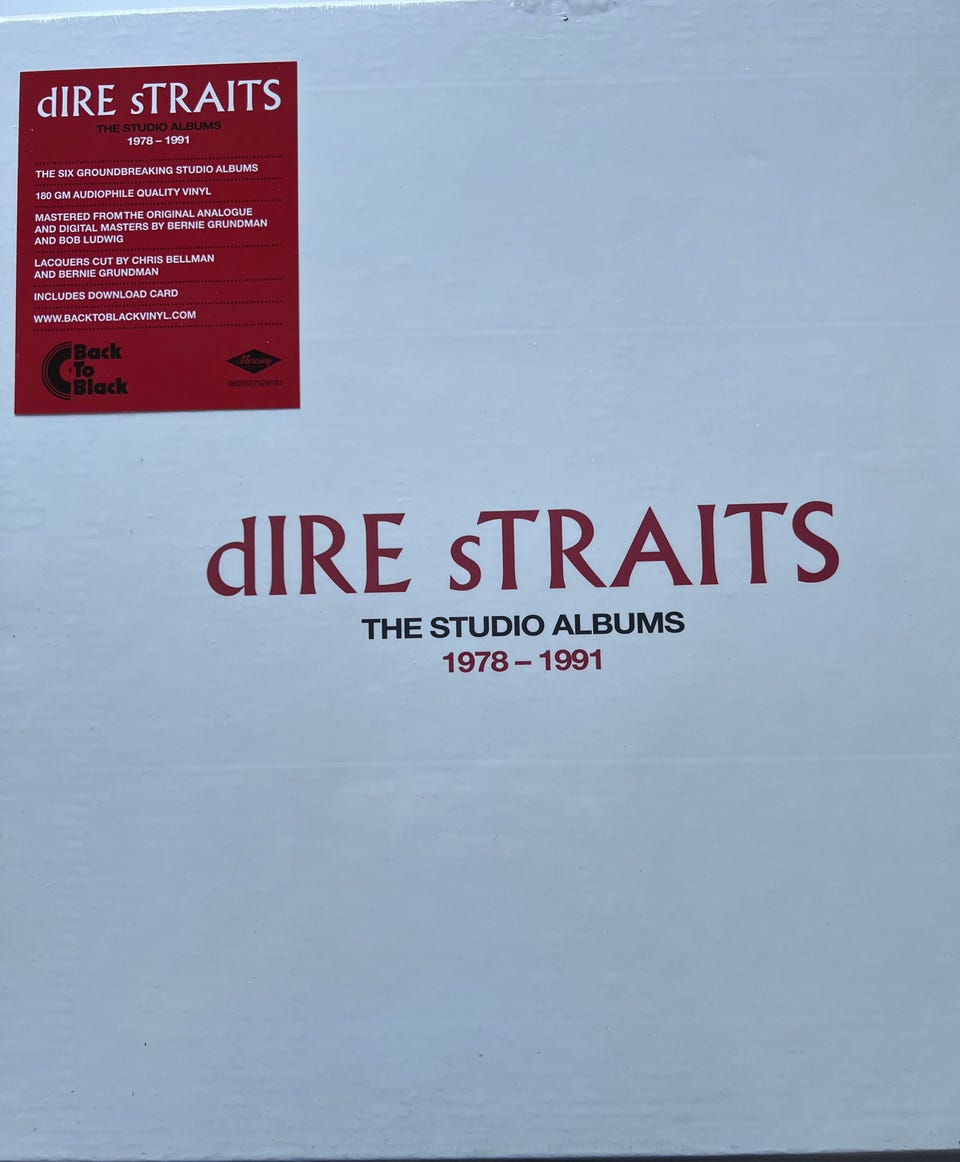 dIRE sTRAITS
THE STUDIO ALBUMS
1978 – 1991
THE SIX GROUNDBREAKING STUDIO ALBUMS
180 GM AUDIOPHILE QUALITY VINYL
MASTERED FROM THE ORIGINAL ANALOGUE
AND DIGITAL MASTERS BY BERNIE GRUNDMAN
AND BOB LUDWIG
LACQUERS CUT BY CHRIS BELLMAN
AND BERNIE GRUNDMAN
INCLUDES DOWNLOAD CARD
WWW.BACKTOBLACKVINYL.COM
Back
To
Black
Mercury
0602537529193
dIRE sTRAITS
THE STUDIO ALBUMS
1978 – 1991